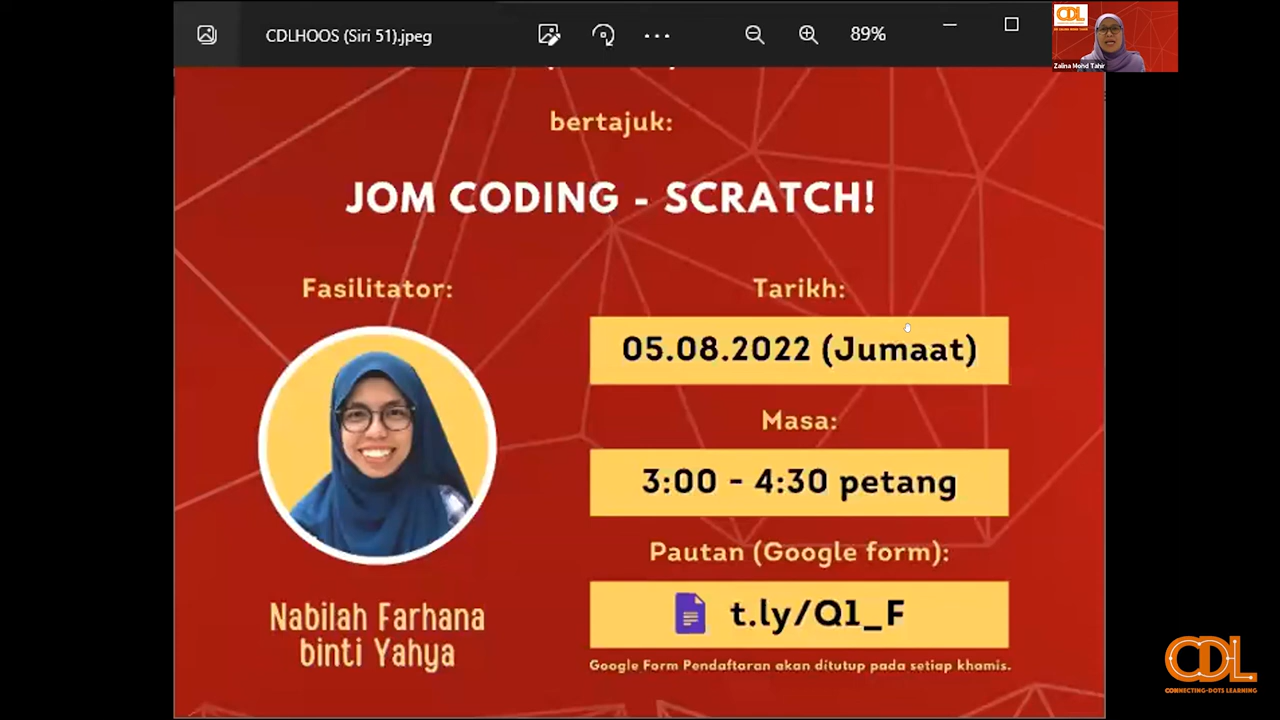 CDLHOOS (Siri 51).jpeg
89%
CDL
Zalina Mohd Tahir
bertajuk:
JOM CODING - SCRATCH!
Fasilitator:
Tarikh:
05.08.2022 (Jumaat)
Masa:
3:00 - 4:30 petang
Pautan (Google form):
t.ly/Q1_F
Nabilah Farhana
binti Yahya
Google Form Pendaftaran akan ditutup pada setiap khamis.
CDL
CONNECTING-DOTS LEARNING